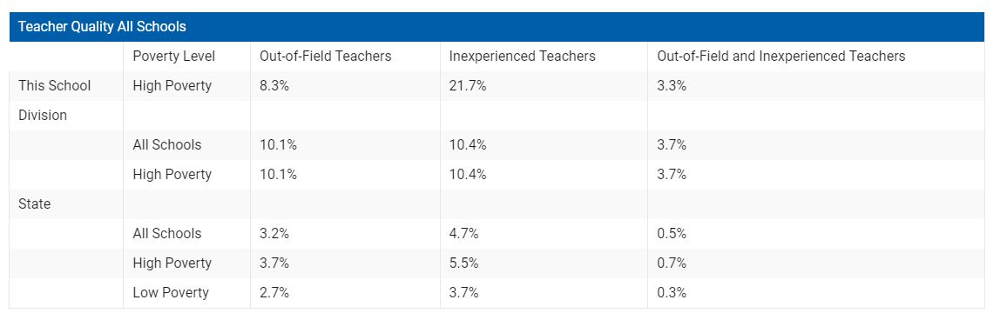 Teacher Quality All Schools
Poverty Level Out-of-Field Teachers Inexperienced Teachers Out-of-Field and Inexperienced Teachers
This School High Poverty 8.3% 21.7% 3.3%
Division
All Schools 10.1% 10.4% 3.7%
High Poverty 10.1% 10.4% 3.7%
State
All Schools 3.2% 4.7% 0.5%
High Poverty 3.7% 5.5% 0.7%
Low Poverty 2.7% 3.7% 0.3%